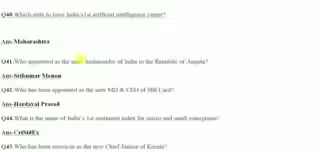 Q40. Which state to have India's 1st artificial intelligence center?
Ans-Maharashtra
Q41. Who appointed as the next Ambassador of India to the Republic of Angola?
Ans-Srikumar Menon
Q42. Who has been appointed as the new MD & CEO of SBI Card?
Ans-Hardayal Prasad
Q44. What is the name of India's 1st sentiment index for micro and small enterprises?
Ans-CriSidEx
Q45. Who has been sworn-in as the new Chief Justice of Kerala?